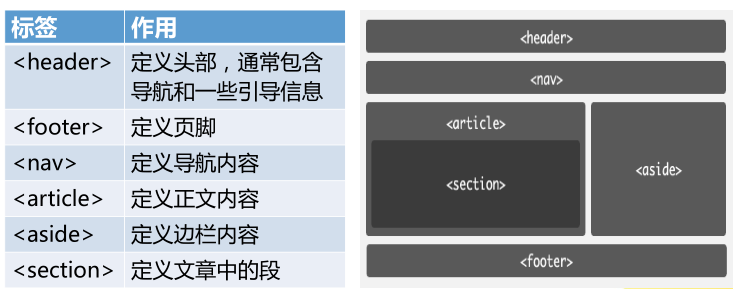 标签 作用
<header> 定义头部，通常包含
导航和一些引导信息
<footer> 定义页脚
<nav> 定义导航内容
<article> 定义正文内容
<aside> 定义边栏内容
<section> 定义文章中的段
<header>
<nav>
<article>
<section>
<aside>
<footer>